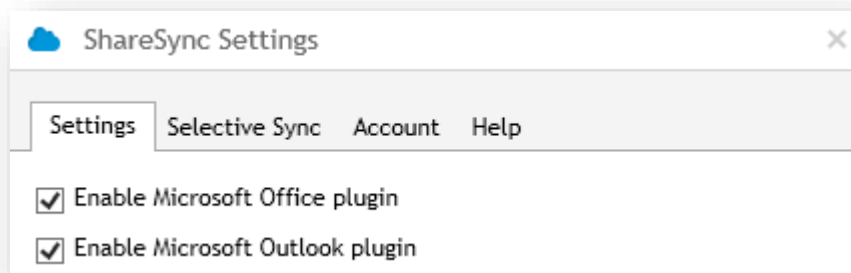 ShareSync Settings
Settings Selective Sync Account Help
Enable Microsoft Office plugin
Enable Microsoft Outlook plugin